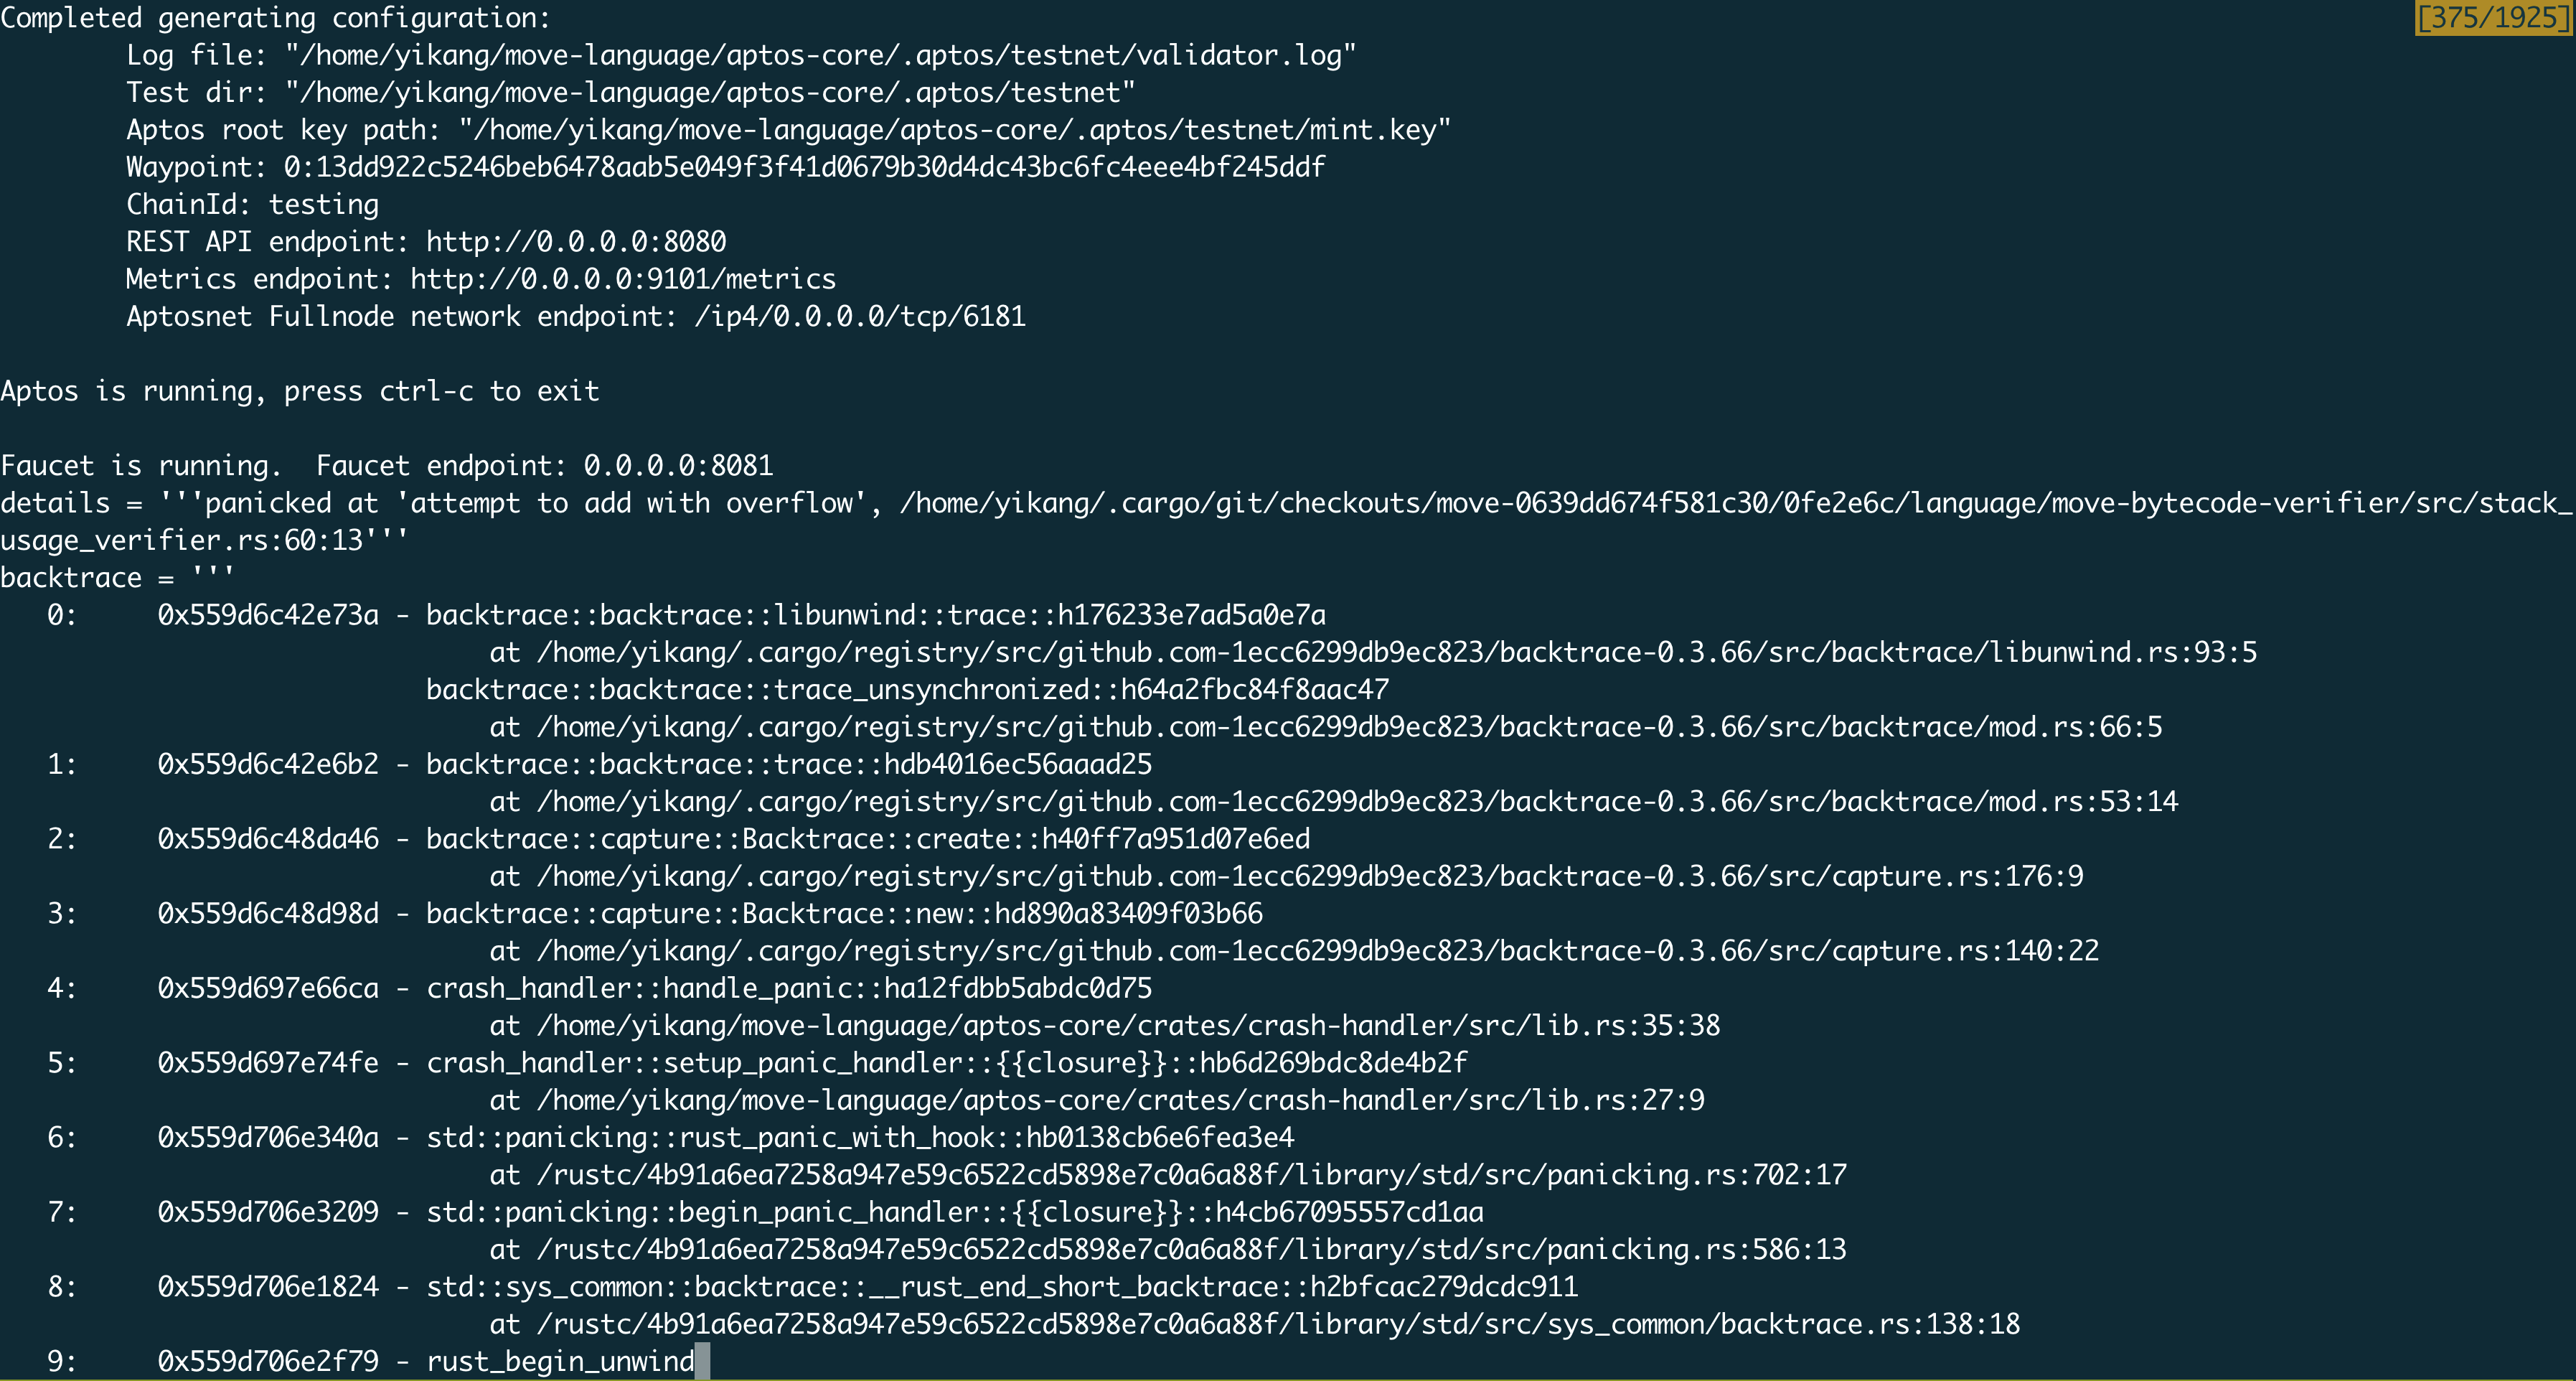 Completed generating configuration: [375/1925]
Log file: "/home/yikang/move-language/aptos-core/.aptos/testnet/validator.log"
Test dir: "/home/yikang/move-language/aptos-core/.aptos/testnet"
Aptos root key path: "/home/yikang/move-language/aptos-core/.aptos/testnet/mint.key"
Waypoint: 0:13dd922c5246beb6478aab5e049f3f41d0679b30d4dc43bc6fc4eee4bf245ddf
ChainId: testing
REST API endpoint: http://0.0.0.0:8080
Metrics endpoint: http://0.0.0.0:9101/metrics
Aptosnet Fullnode network endpoint: /ip4/0.0.0.0/tcp/6181
Aptos is running, press ctrl-c to exit
Faucet is running.  Faucet endpoint: 0.0.0.0:8081
details = '''panicked at 'attempt to add with overflow', /home/yikang/.cargo/git/checkouts/move-0639dd674f581c30/0fe2e6c/language/move-bytecode-verifier/src/stack_
usage_verifier.rs:60:13'''
backtrace = '''
0: 0x559d6c42e73a - backtrace::backtrace::libunwind::trace::h176233e7ad5a0e7a
at /home/yikang/.cargo/registry/src/github.com-1ecc6299db9ec823/backtrace-0.3.66/src/backtrace/libunwind.rs:93:5
backtrace::backtrace::trace_unsynchronized::h64a2fbc84f8aac47
at /home/yikang/.cargo/registry/src/github.com-1ecc6299db9ec823/backtrace-0.3.66/src/backtrace/mod.rs:66:5
1: 0x559d6c42e6b2 - backtrace::backtrace::trace::hdb4016ec56aaad25
at /home/yikang/.cargo/registry/src/github.com-1ecc6299db9ec823/backtrace-0.3.66/src/backtrace/mod.rs:53:14
2: 0x559d6c48da46 - backtrace::capture::Backtrace::create::h40ff7a951d07e6ed
at /home/yikang/.cargo/registry/src/github.com-1ecc6299db9ec823/backtrace-0.3.66/src/capture.rs:176:9
3: 0x559d6c48d98d - backtrace::capture::Backtrace::new::hd890a83409f03b66
at /home/yikang/.cargo/registry/src/github.com-1ecc6299db9ec823/backtrace-0.3.66/src/capture.rs:140:22
4: 0x559d697e66ca - crash_handler::handle_panic::ha12fdbb5abdc0d75
at /home/yikang/move-language/aptos-core/crates/crash-handler/src/lib.rs:35:38
5: 0x559d697e74fe - crash_handler::setup_panic_handler::{{closure}}::hb6d269bdc8de4b2f
at /home/yikang/move-language/aptos-core/crates/crash-handler/src/lib.rs:27:9
6: 0x559d706e340a - std::panicking::rust_panic_with_hook::hb0138cb6e6fea3e4
at /rustc/4b91a6ea7258a947e59c6522cd5898e7c0a6a88f/library/std/src/panicking.rs:702:17
7: 0x559d706e3209 - std::panicking::begin_panic_handler::{{closure}}::h4cb67095557cd1aa
at /rustc/4b91a6ea7258a947e59c6522cd5898e7c0a6a88f/library/std/src/panicking.rs:586:13
8: 0x559d706e1824 - std::sys_common::backtrace::__rust_end_short_backtrace::h2bfcac279dcdc911
at /rustc/4b91a6ea7258a947e59c6522cd5898e7c0a6a88f/library/std/src/sys_common/backtrace.rs:138:18
9: 0x559d706e2f79 - rust_begin_unwind